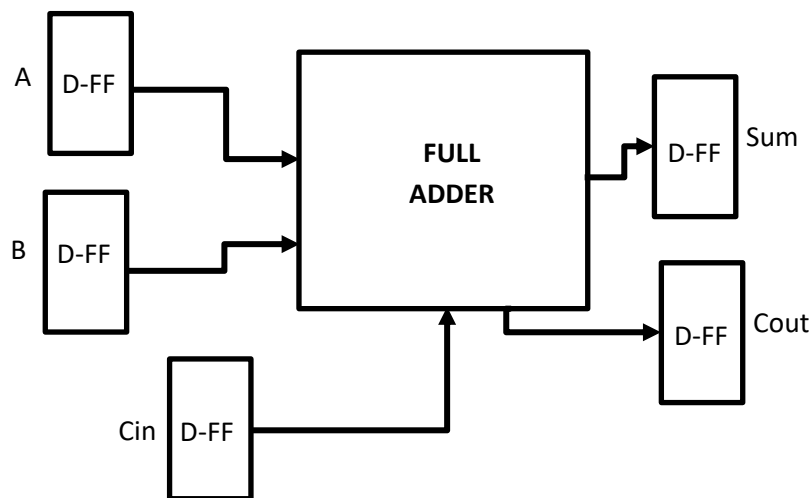 A
D-FF
FULL
ADDER
D-FF
Sum
B
D-FF
D-FF
Cout
Cin
D-FF